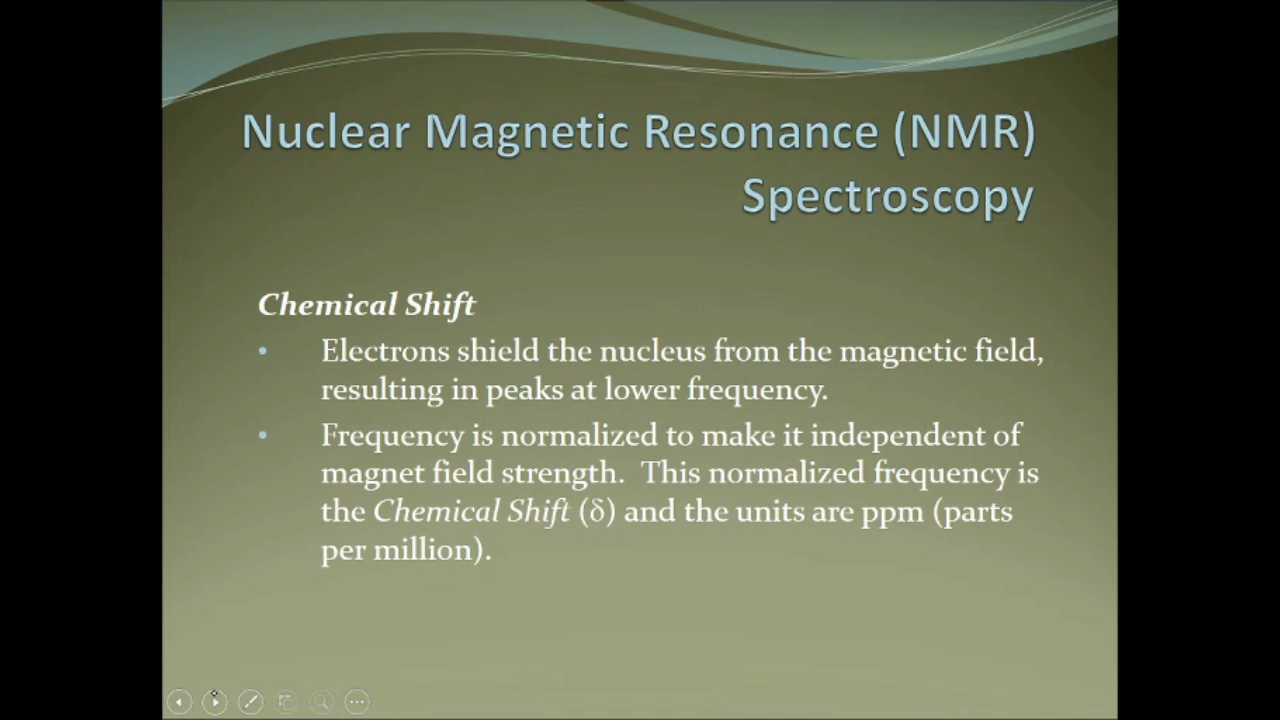 Nuclear Magnetic Resonance (NMR)
Spectroscopy
Chemical Shift
• Electrons shield the nucleus from the magnetic field,
resulting in peaks at lower frequency.
• Frequency is normalized to make it independent of
magnet field strength.  This normalized frequency is
the Chemical Shift (δ) and the units are ppm (parts
per million).